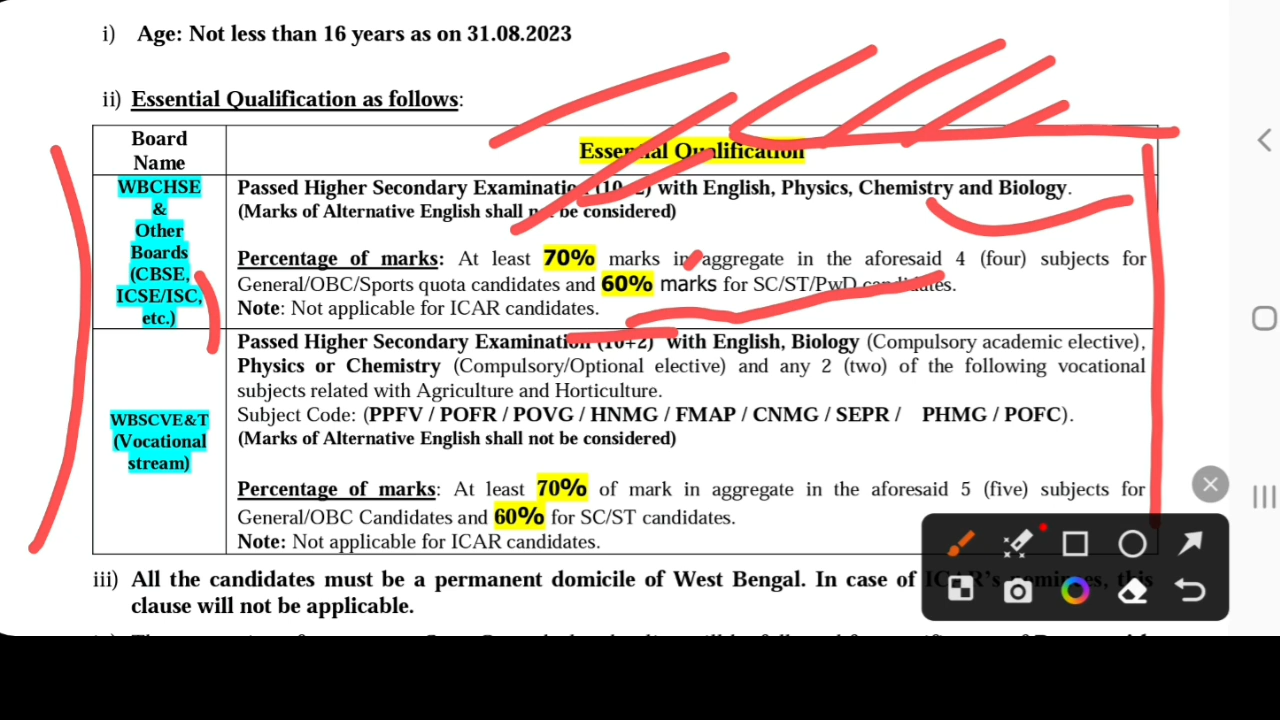 i) Age: Not less than 16 years as on 31.08.2023
ii) Essential Qualification as follows:
Board
Name
Essential Qualification
WBCHSE
&
Other
Boards
(CBSE,
ICSE/ISC,
etc.)
Passed Higher Secondary Examination (10+2) with English, Physics, Chemistry and Biology.
(Marks of Alternative English shall not be considered)
Percentage of marks: At least 70% marks in aggregate in the aforesaid 4 (four) subjects for
General/OBC/Sports quota candidates and 60% marks for SC/ST/PwD candidates.
Note: Not applicable for ICAR candidates.
WBSCVE&T
(Vocational
stream)
Passed Higher Secondary Examination (10+2) with English, Biology (Compulsory academic elective),
Physics or Chemistry (Compulsory/Optional elective) and any 2 (two) of the following vocational
subjects related with Agriculture and Horticulture.
Subject Code: (PPFV / POFR / POVG / HNMG / FMAP / CNMG / SEPR / PHMG / POFC).
(Marks of Alternative English shall not be considered)
Percentage of marks: At least 70% of mark in aggregate in the aforesaid 5 (five) subjects for
General/OBC Candidates and 60% for SC/ST candidates.
Note: Not applicable for ICAR candidates.
iii) All the candidates must be a permanent domicile of West Bengal. In case of ICAR's nominees, this
clause will not be applicable.